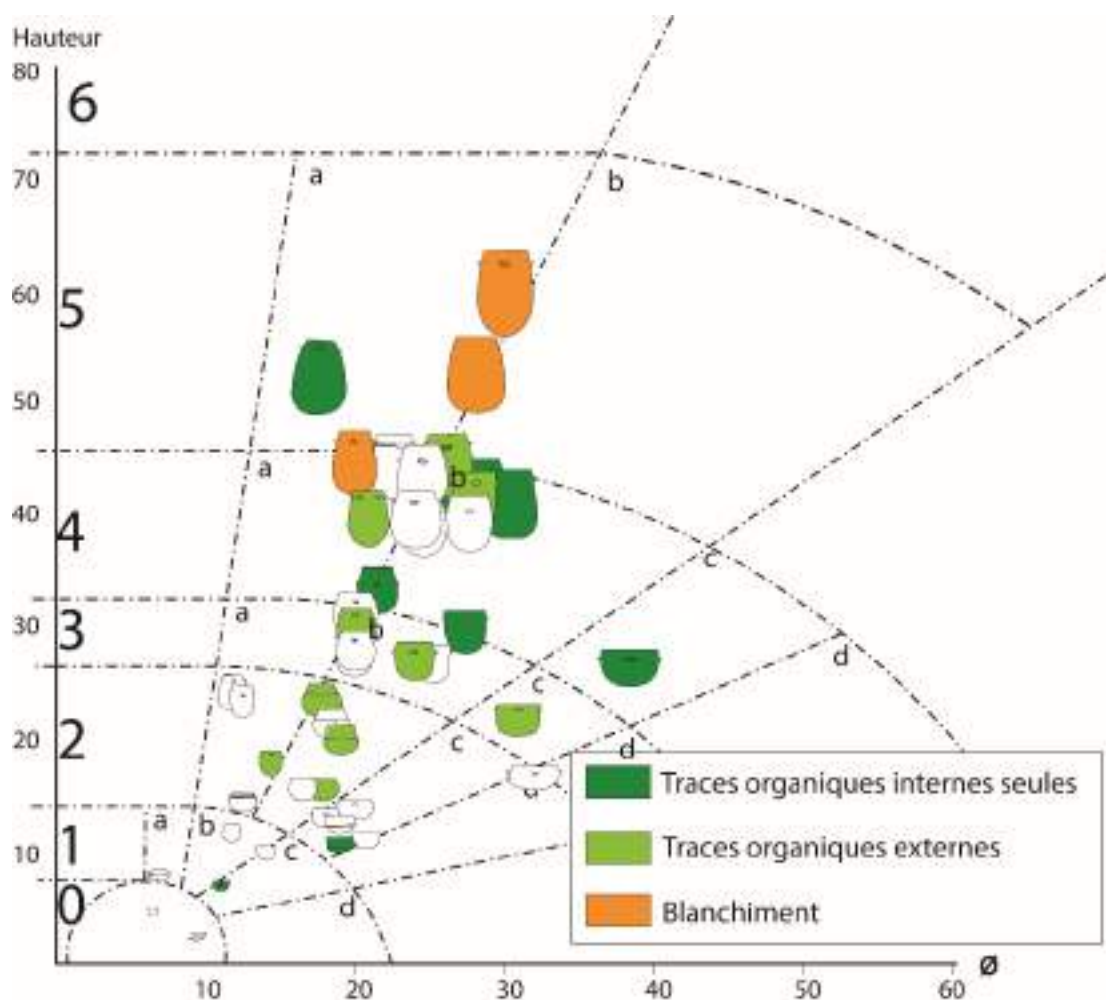 Hauteur
80
6
70
a
b
60
5
50
a
b
40
4
c
30
3
a
b
c
d
20
2
c
d
d
Traces organiques internes seules
a
b
10
1
c
Traces organiques externes
0
d
Blanchiment
10
20
30
40
50
60
Ø